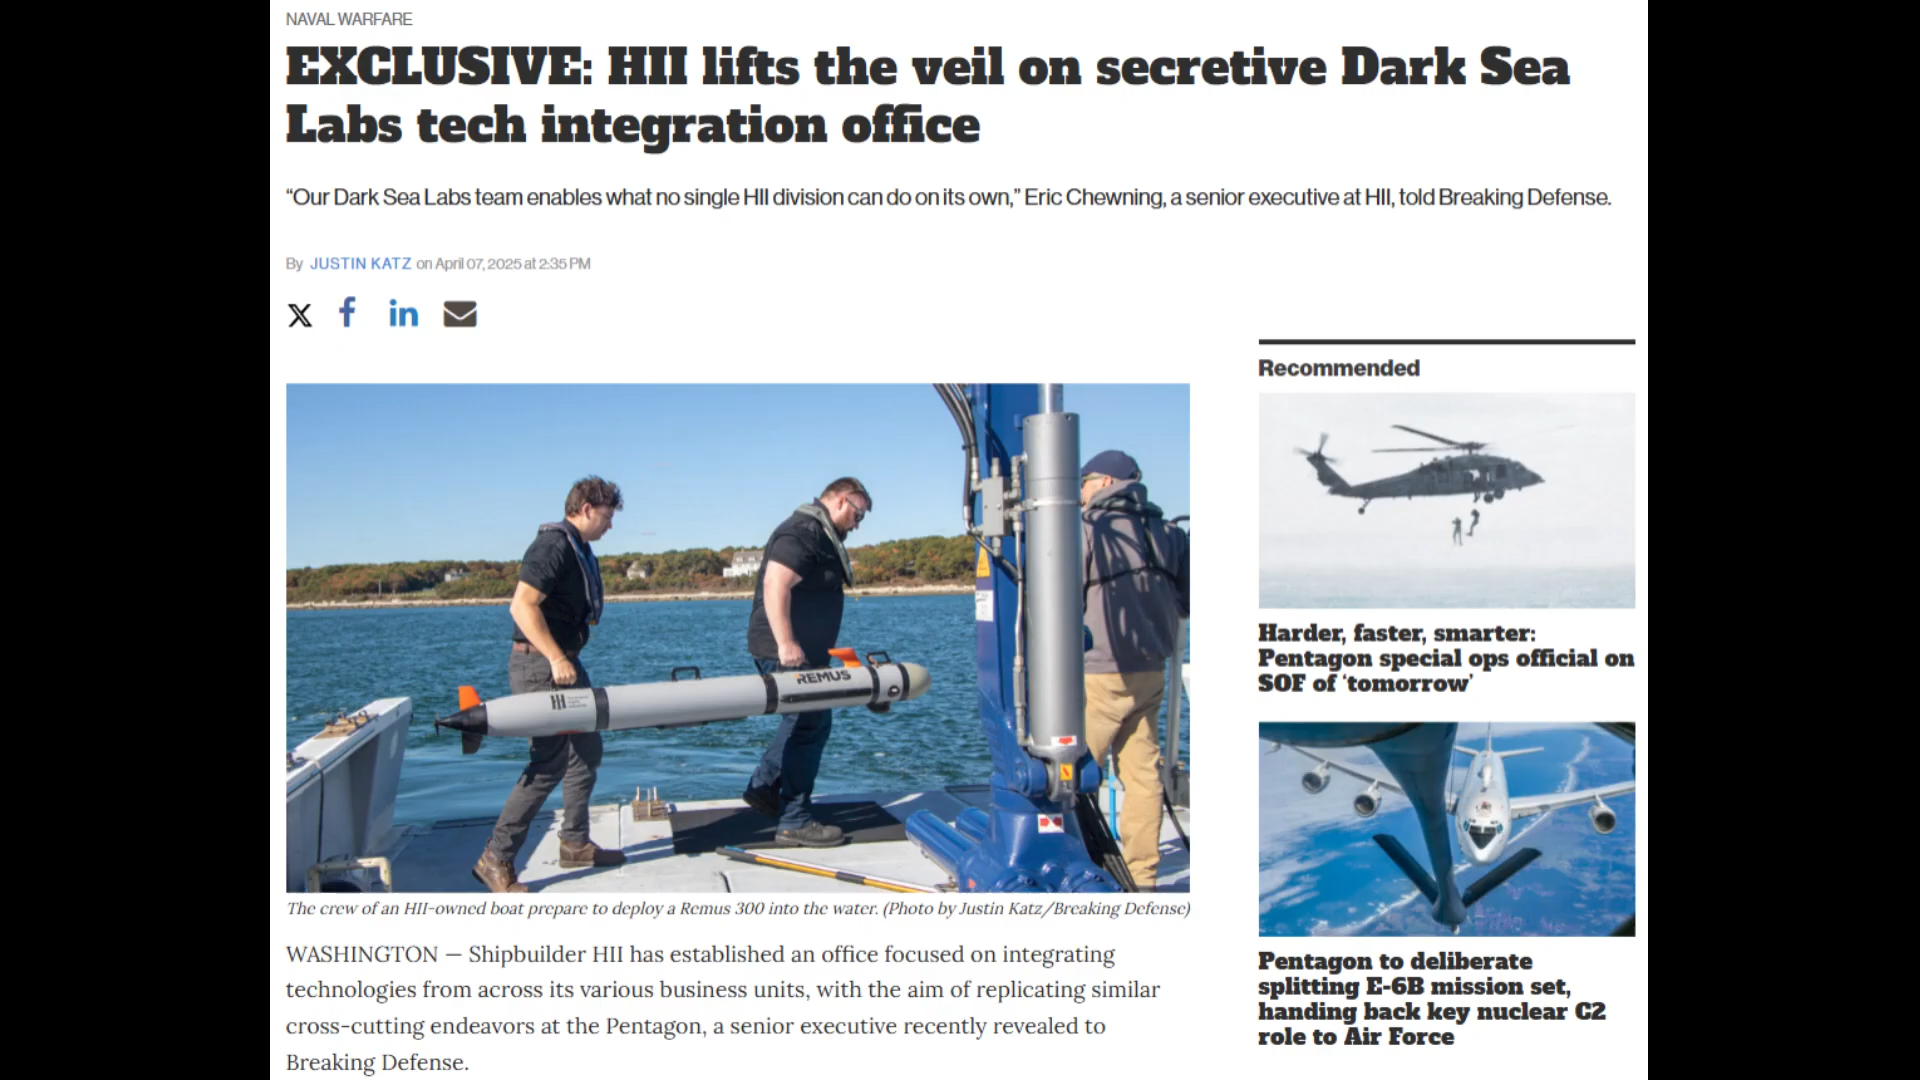 NAVAL WARFARE
EXCLUSIVE: HII lifts the veil on secretive Dark Sea
Labs tech integration office
“Our Dark Sea Labs team enables what no single HII division can do on its own,” Eric Chewning, a senior executive at HII, told Breaking Defense.
By JUSTIN KATZ on April 07, 2025 at 2:35 PM
REMUS
HII
The crew of an HII-owned boat prepare to deploy a Remus 300 into the water. (Photo by Justin Katz/Breaking Defense)
WASHINGTON — Shipbuilder HII has established an office focused on integrating
technologies from across its various business units, with the aim of replicating similar
cross-cutting endeavors at the Pentagon, a senior executive recently revealed to
Breaking Defense.
Recommended
Harder, faster, smarter:
Pentagon special ops official on
SOF of ‘tomorrow’
Pentagon to deliberate
splitting E-6B mission set,
handing back key nuclear C2
role to Air Force